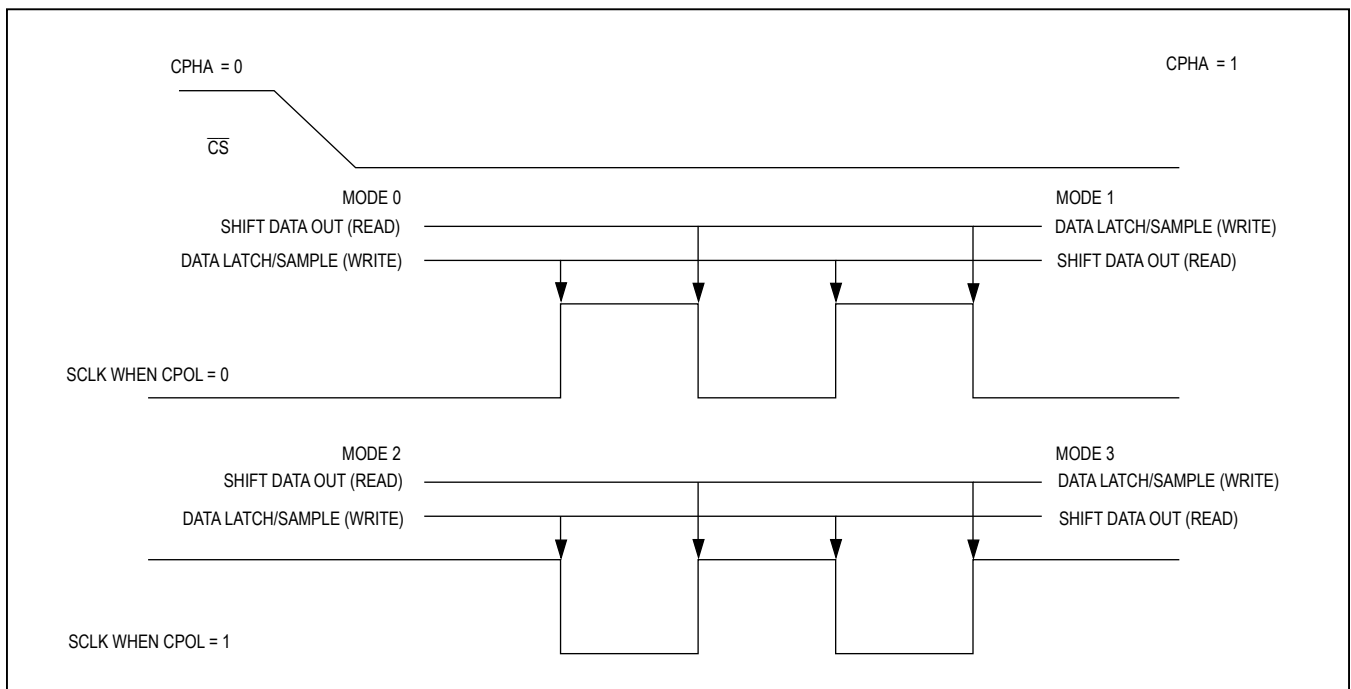 CPHA = 0
CPHA = 1
CS
MODE 0
MODE 1
SHIFT DATA OUT (READ)
DATA LATCH/SAMPLE (WRITE)
DATA LATCH/SAMPLE (WRITE)
SHIFT DATA OUT (READ)
SCLK WHEN CPOL = 0
MODE 2
MODE 3
SHIFT DATA OUT (READ)
DATA LATCH/SAMPLE (WRITE)
DATA LATCH/SAMPLE (WRITE)
SHIFT DATA OUT (READ)
SCLK WHEN CPOL = 1